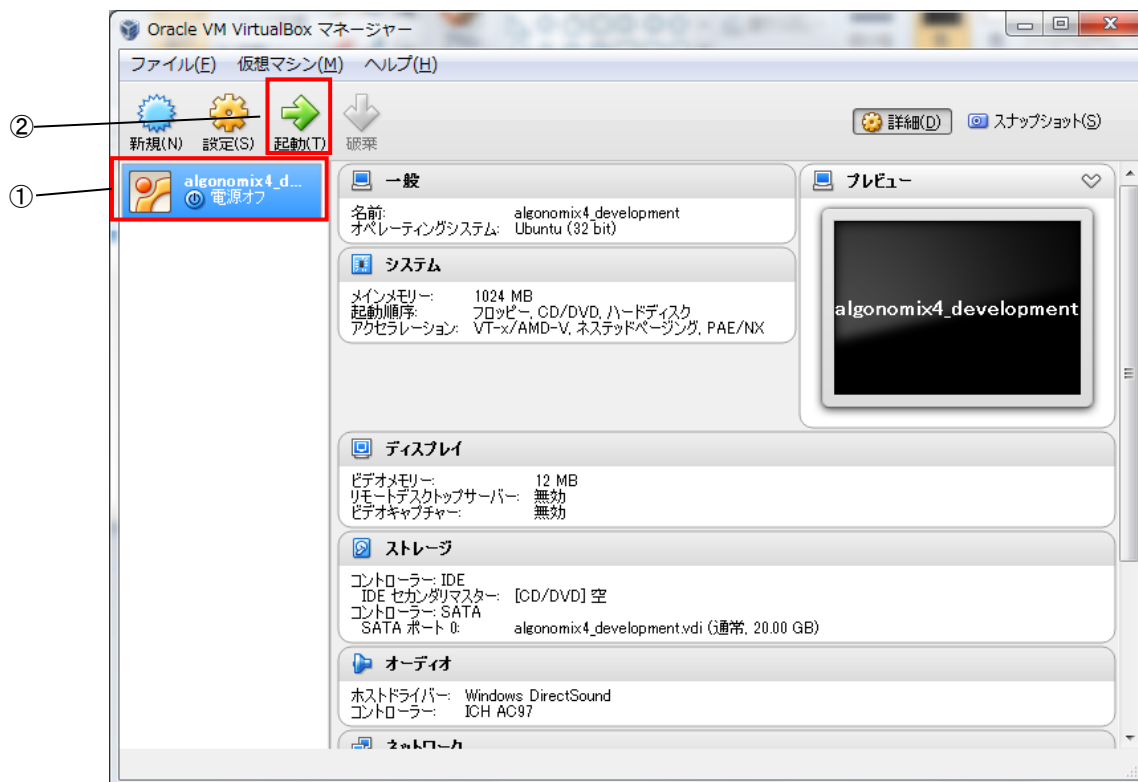 Oracle VM VirtualBox マネージャー
ファイル(F) 仮想マシン(M) ヘルプ(H)
②
新規(N) 設定(S) 起動(T) 破棄
詳細(D) スナップショット(S)
①
algonomix4_d...
電源オフ
一般
名前: algonomix4_development
オペレーティングシステム: Ubuntu (32 bit)
システム
メインメモリー: 1024 MB
起動順序: フロッピー, CD/DVD, ハードディスク
アクセラレーション: VT-x/AMD-V, ネステッドページング, PAE/NX
プレビュー
algonomix4_development
ディスプレイ
ビデオメモリー: 12 MB
リモートデスクトップサーバー: 無効
ビデオキャプチャー: 無効
ストレージ
コントローラー: IDE
IDE セカンダリマスター: [CD/DVD] 空
コントローラー: SATA
SATA ポート 0: algonomix4_development.vdi (通常, 20.00 GB)
オーディオ
ホストドライバー: Windows DirectSound
コントローラー: ICH AC97
ネットワーク